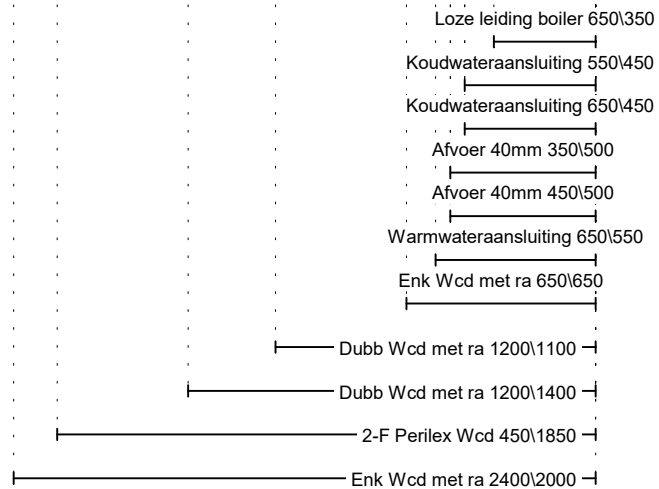 Loze leiding boiler 650\350
Koudwateraansluiting 550\450
Koudwateraansluiting 650\450
Afvoer 40mm 350\500
Afvoer 40mm 450\500
Warmwateraansluiting 650\550
Enk Wcd met ra 650\650
Dubb Wcd met ra 1200\1100
Dubb Wcd met ra 1200\1400
2-F Perilex Wcd 450\1850
Enk Wcd met ra 2400\2000